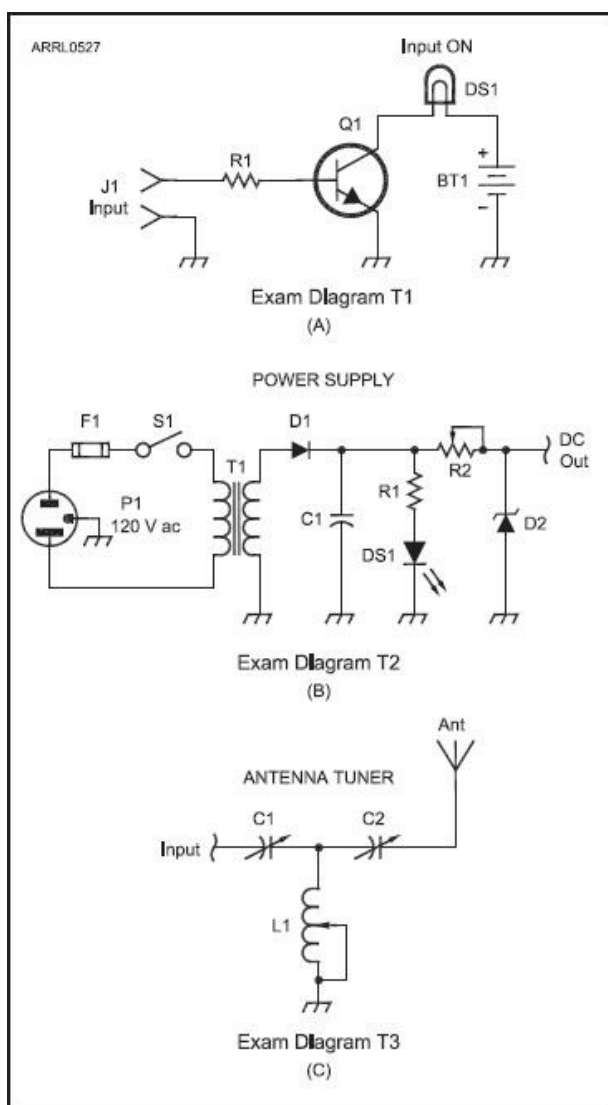 ARRL0527
Input ON
DS1
Q1
R1
J1
Input
+
BT1
-
Exam Diagram T1
(A)
POWER SUPPLY
F1
S1
D1
T1
DC
Out
R2
P1
120 V ac
R1
C1
D2
DS1
Exam Diagram T2
(B)
Ant
ANTENNA TUNER
C1
C2
Input
L1
Exam Diagram T3
(C)